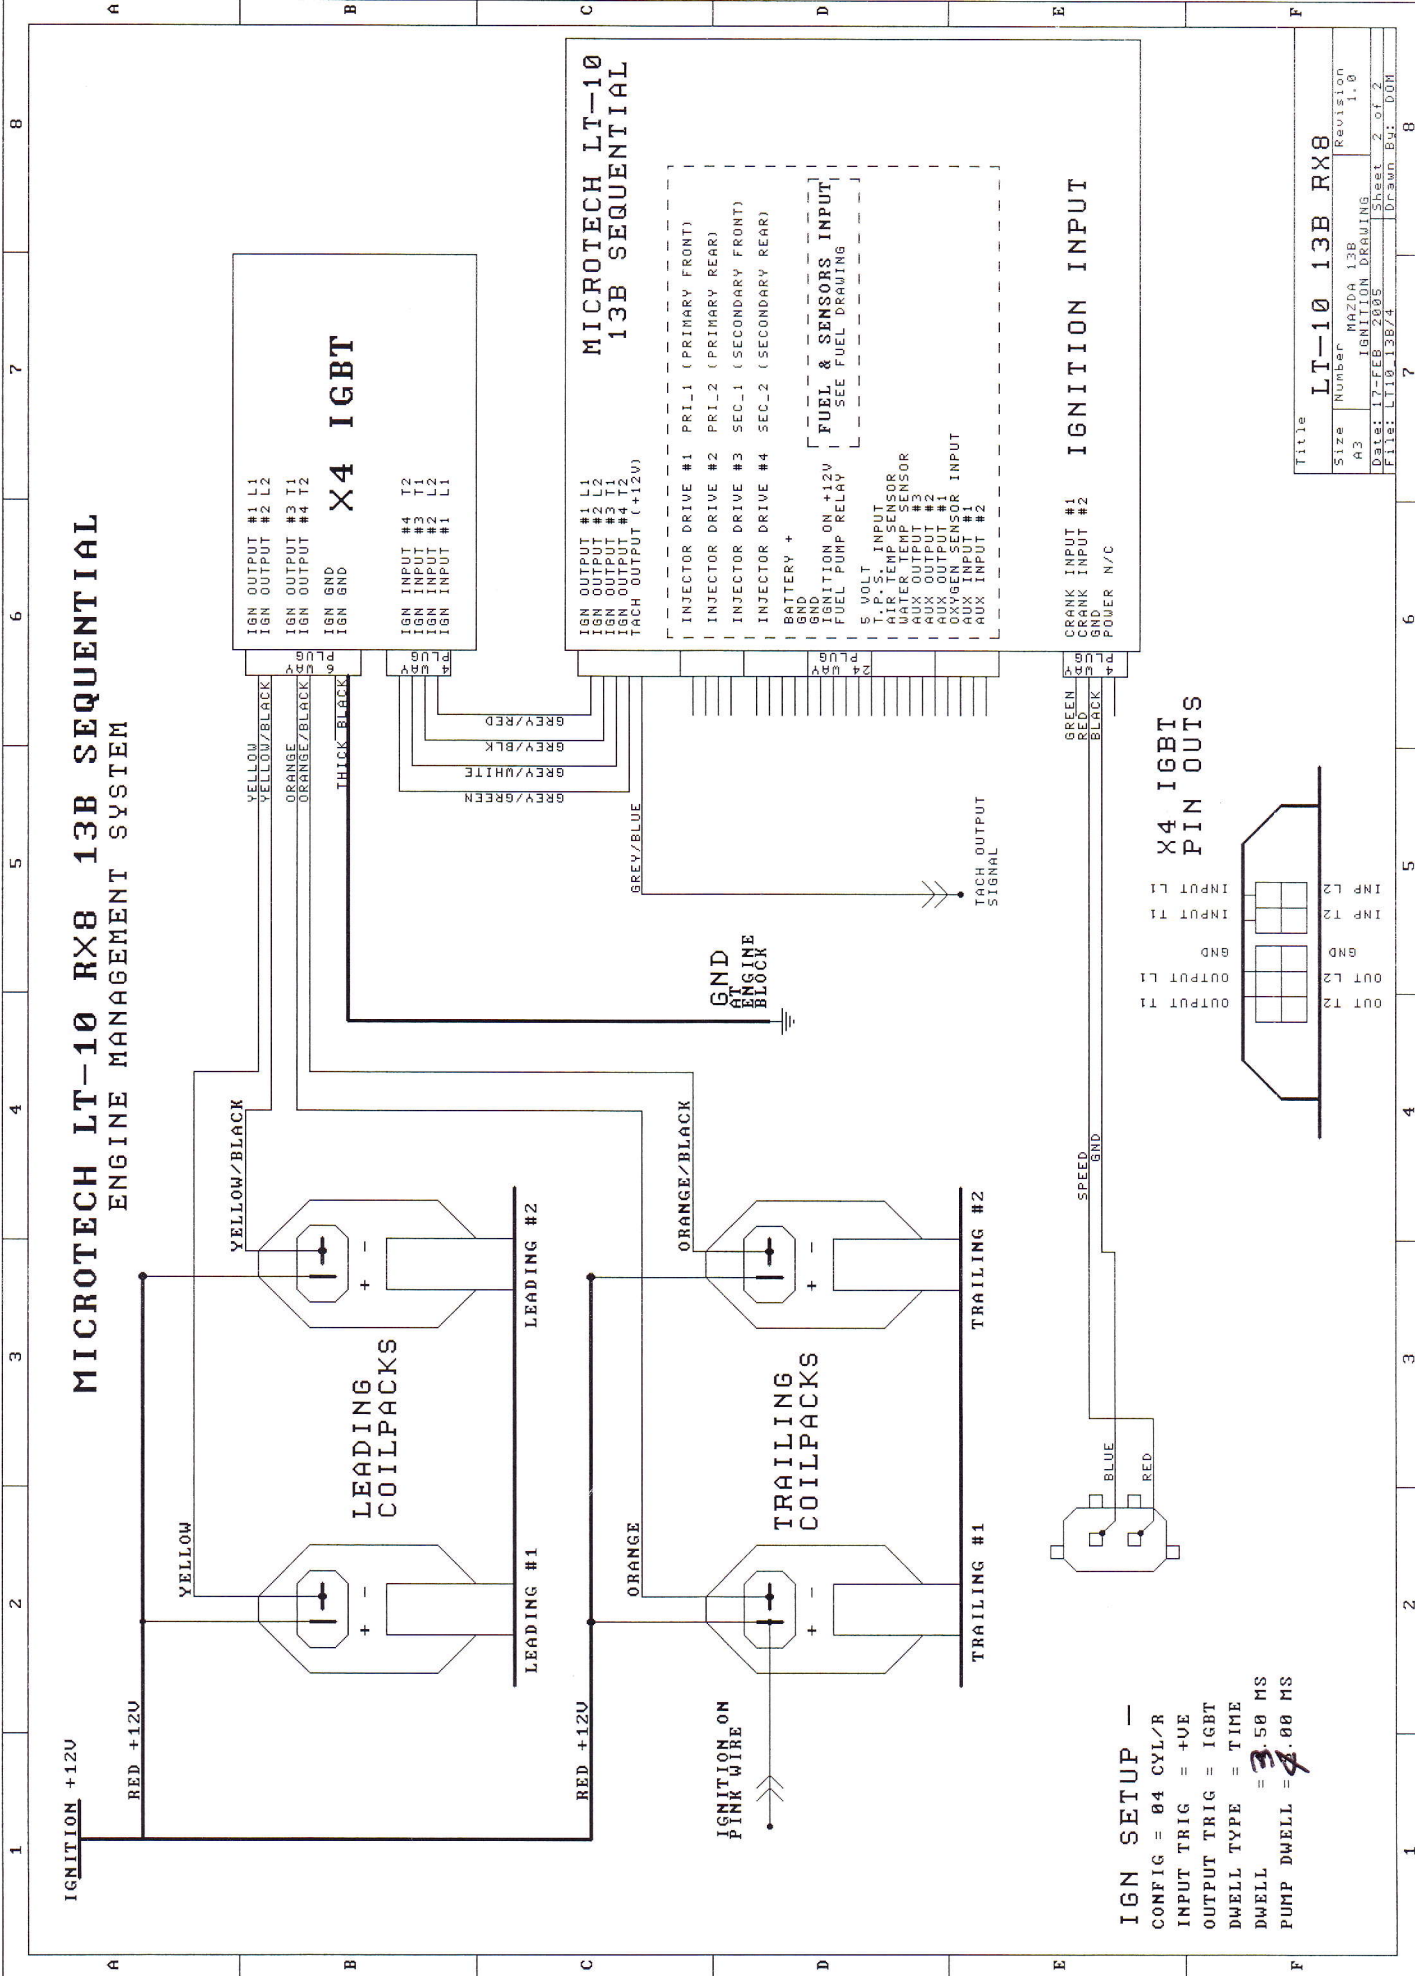 MICROTECH LT-10 RX8 13B SEQUENTIAL
ENGINE MANAGEMENT SYSTEM
1 2 3 4 5 6 7 8
A
B
C
D
E
F
IGNITION +12V
RED +12V
YELLOW
YELLOW/BLACK
+ -
+ -
LEADING
COILPACKS
LEADING #1
LEADING #2
RED +12V
ORANGE
ORANGE/BLACK
+ -
+ -
TRAILING
COILPACKS
TRAILING #1
TRAILING #2
IGNITION ON
PINK WIRE
YELLOW
YELLOW/BLACK
ORANGE
ORANGE/BLACK
THICK BLACK
GND
AT
ENGINE
BLOCK
6 WAY
PLUG
IGN OUTPUT #1 L1
IGN OUTPUT #2 L2
IGN OUTPUT #3 T1
IGN OUTPUT #4 T2
IGN GND
IGN GND
X4 IGBT
4 WAY
PLUG
IGN INPUT #4 T2
IGN INPUT #3 T1
IGN INPUT #2 L2
IGN INPUT #1 L1
GREY/RED
GREY/BLK
GREY/WHITE
GREY/GREEN
GREY/BLUE
TACH OUTPUT
SIGNAL
MICROTECH LT-10
13B SEQUENTIAL
IGN OUTPUT #1 L1
IGN OUTPUT #2 L2
IGN OUTPUT #3 T1
IGN OUTPUT #4 T2
TACH OUTPUT (+12V)
24 WAY
PLUG
INJECTOR DRIVE #1 PRI_1 (PRIMARY FRONT)
INJECTOR DRIVE #2 PRI_2 (PRIMARY REAR)
INJECTOR DRIVE #3 SEC_1 (SECONDARY FRONT)
INJECTOR DRIVE #4 SEC_2 (SECONDARY REAR)
BATTERY +
GND
GND
IGNITION ON +12V
FUEL PUMP RELAY
FUEL & SENSORS INPUT
SEE FUEL DRAWING
5 VOLT
T.P.S. INPUT
AIR TEMP SENSOR
WATER TEMP SENSOR
AUX OUTPUT #3
AUX OUTPUT #2
AUX OUTPUT #1
OXYGEN SENSOR INPUT
AUX INPUT #1
AUX INPUT #2
4 WAY
PLUG
CRANK INPUT #1
CRANK INPUT #2
GND
POWER N/C
IGNITION INPUT
GREEN
RED
BLACK
SPEED
GND
BLUE
RED
X4 IGBT
PIN OUTS
OUTPUT T1
OUTPUT L1
GND
INPUT T1
INPUT L1
OUT T2
OUT L2
GND
INP T2
INP L2
IGN SETUP -
CONFIG = 04 CYL/R
INPUT TRIG = +VE
OUTPUT TRIG = IGBT
DWELL TYPE = TIME
DWELL = 3.50 MS
PUMP DWELL = .00 MS
Title
LT-10 13B RX8
Size
A3
Number
MAZDA 13B
IGNITION DRAWING
Revision
1.0
Date: 17-FEB 2005
Sheet 2 of 2
File: LT10_13B/4
Drawn By: DOM
A
B
C
D
E
F
1 2 3 4 5 6 7 8